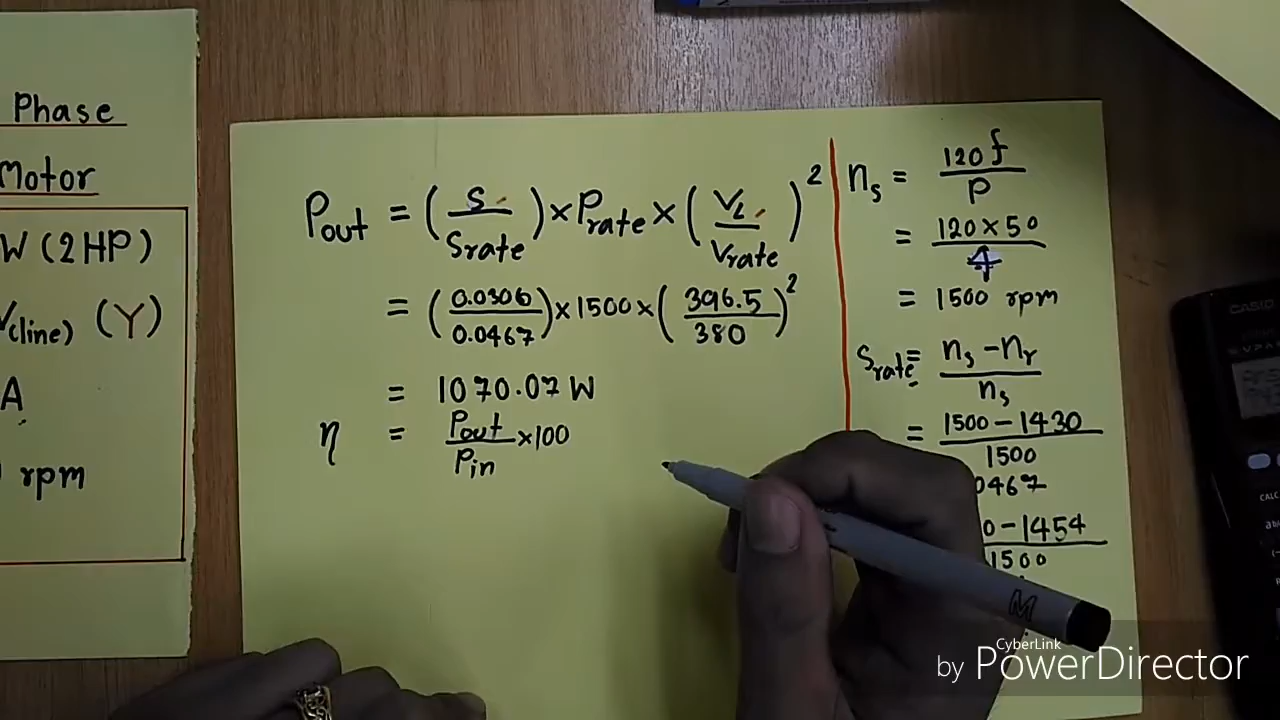 Phase
Motor
W (2HP)
V(line) (Y)
A
rpm
Pout = (S/Srate) × Prate × (VL/Vrate)²
= (0.0306/0.0467) × 1500 × (396.5/380)²
= 1070.07 W
η = Pout/Pin × 100
ns = 120f/P
= 120 × 50/4
= 1500 rpm
Srate = ns - nr/ns
= 1500 - 1430/1500
0467
0 - 1454/1500
CASIO
M
CyberLink
by PowerDirector